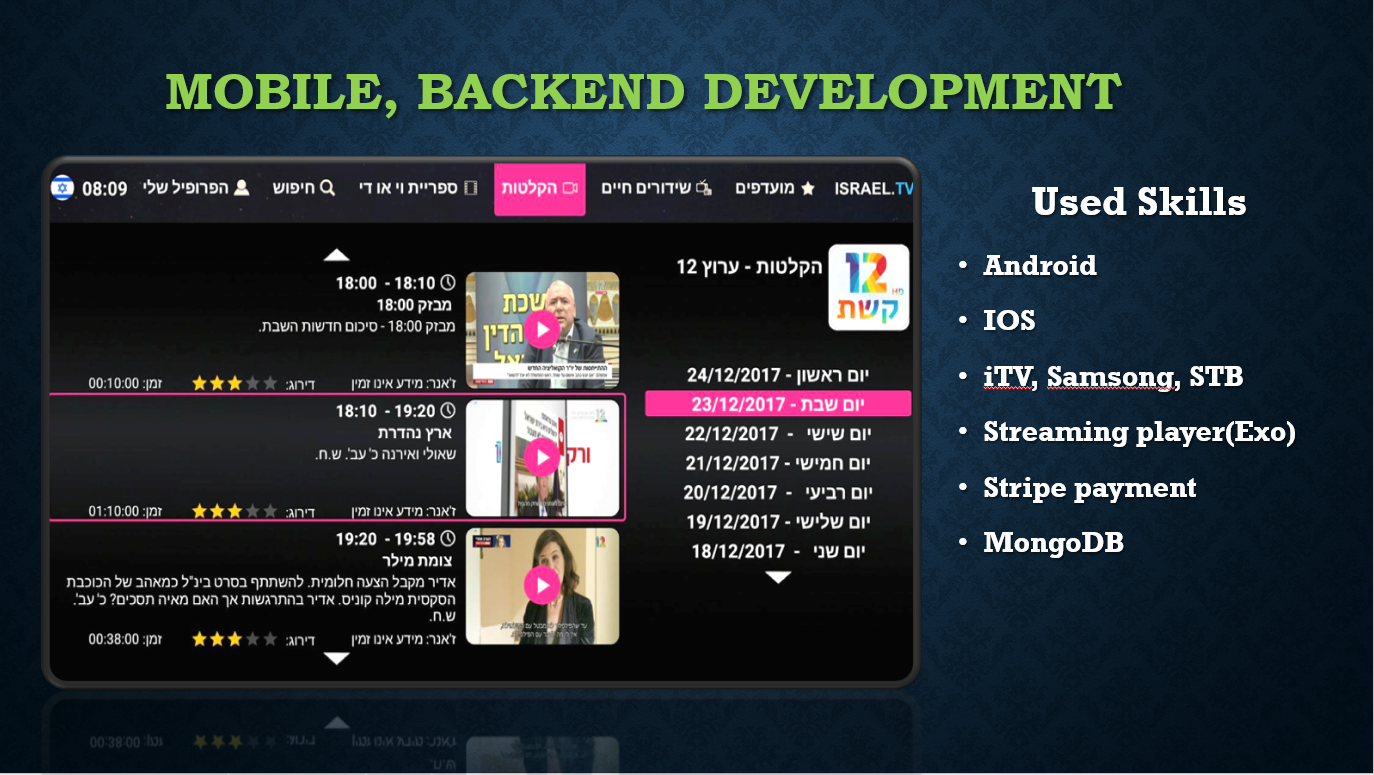 MOBILE, BACKEND DEVELOPMENT
ISRAEL.TV מועדפים שידורים חיים הקלטות ספריית וי או די חיפוש הפרופיל שלי 08:09
12 HD קשת
הקלטות - ערוץ 12
יום ראשון - 24/12/2017
יום שבת - 23/12/2017
יום שישי - 22/12/2017
יום חמישי - 21/12/2017
יום רביעי - 20/12/2017
יום שלישי - 19/12/2017
יום שני - 18/12/2017
18:00 - 18:10
מבזק 18:00
מבזק 18:00 - סיכום חדשות השבת.
ז'אנר: מידע אינו זמין דירוג: זמן: 00:10:00
18:10 - 19:20
ארץ נהדרת
שאולי ואירנה כ' עב'. ש.ח.
ז'אנר: מידע אינו זמין דירוג: זמן: 01:10:00
19:20 - 19:58
צומת מילר
אדיר מקבל הצעה חלומית. להשתתף בסרט בינ"ל כמאהב של הכוכבת
הסקסית מילה קוניס. אדיר בהתרגשות אך האם מאיה תסכים? כ' עב'.
ש.ח.
ז'אנר: מידע אינו זמין דירוג: זמן: 00:38:00
Used Skills
• Android
• IOS
• iTV, Samsong, STB
• Streaming player(Exo)
• Stripe payment
• MongoDB